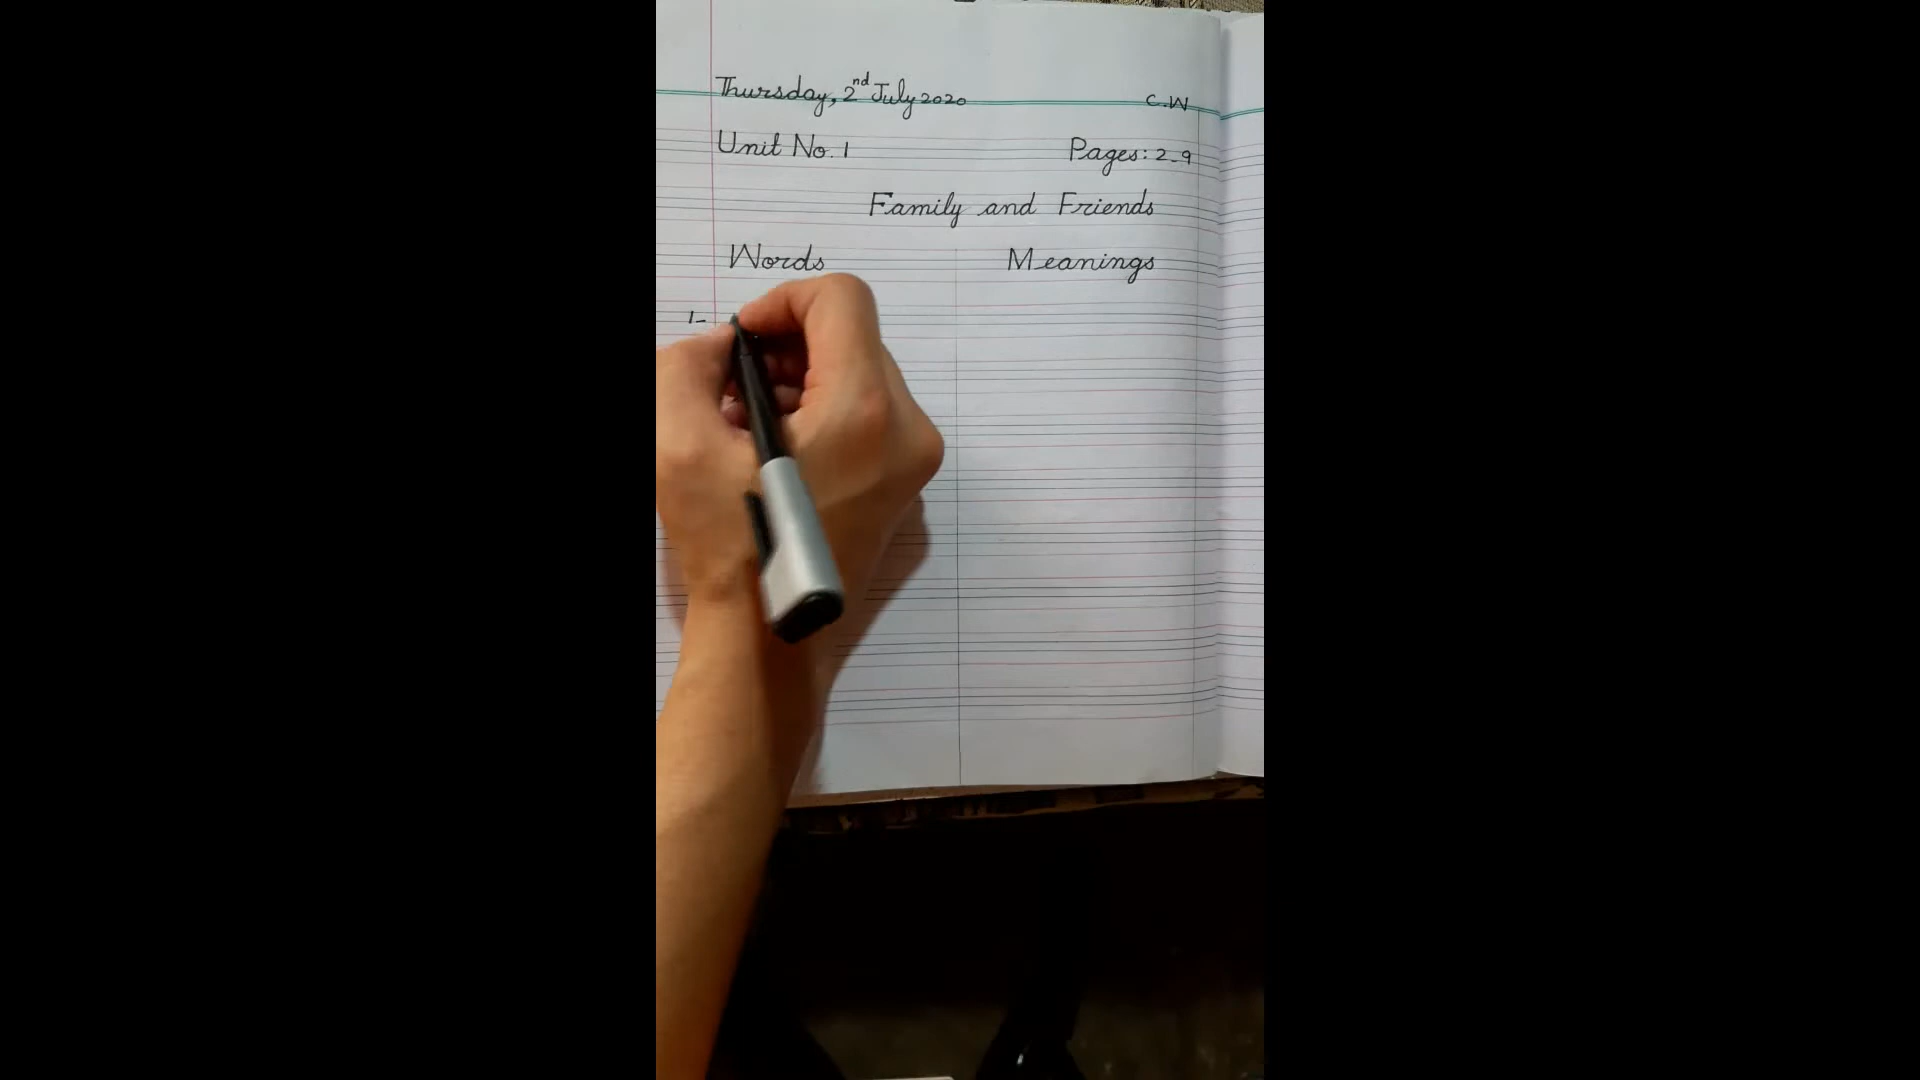 Thursday, 2nd July 2020 C.W
Unit No. 1 Pages: 2-9
Family and Friends
Words Meanings
1-